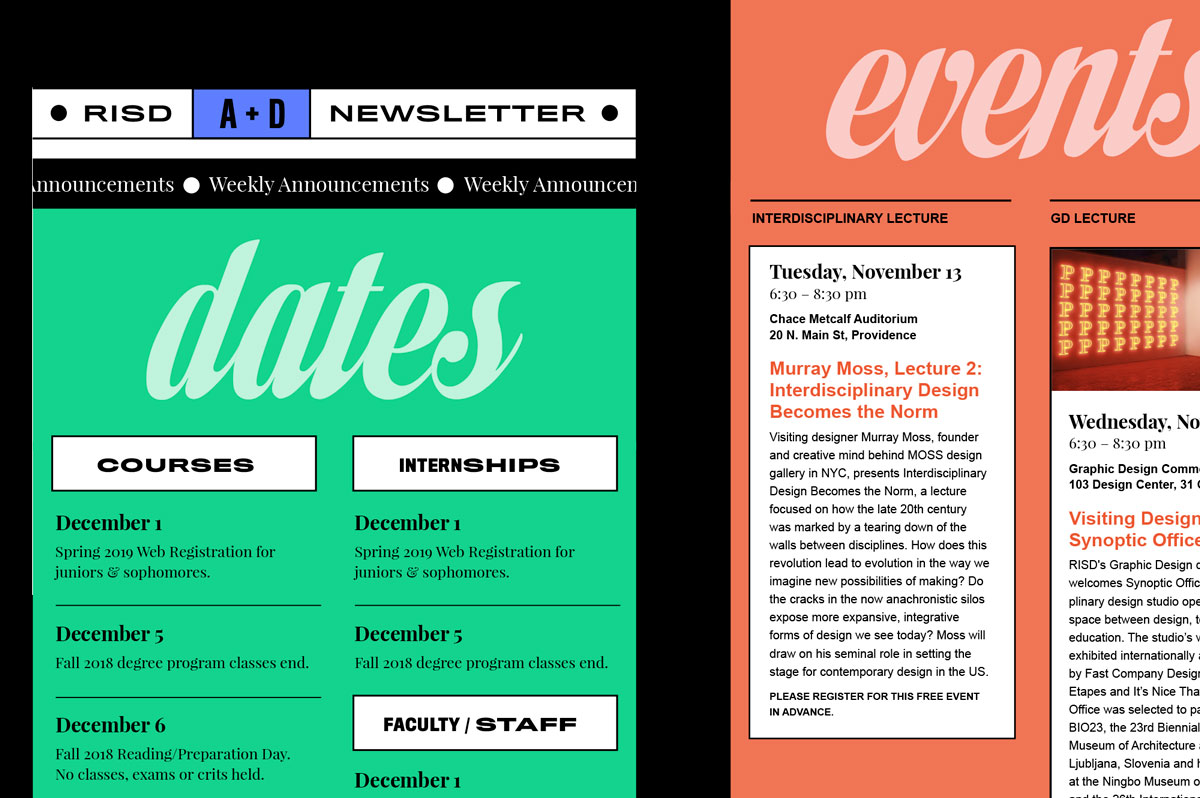 ● RISD A + D NEWSLETTER ●
Announcements ● Weekly Announcements ● Weekly
dates
COURSES
December 1
Spring 2019 Web Registration for
juniors & sophomores.
December 5
Fall 2018 degree program classes end.
December 6
Fall 2018 Reading/Preparation Day.
No classes, exams or crits held.
INTERNSHIPS
December 1
Spring 2019 Web Registration for
juniors & sophomores.
December 5
Fall 2018 degree program classes end.
FACULTY / STAFF
December 1
events
INTERDISCIPLINARY LECTURE
Tuesday, November 13
6:30 – 8:30 pm
Chace Metcalf Auditorium
20 N. Main St, Providence
Murray Moss, Lecture 2:
Interdisciplinary Design
Becomes the Norm
Visiting designer Murray Moss, founder
and creative mind behind MOSS design
gallery in NYC, presents Interdisciplinary
Design Becomes the Norm, a lecture
focused on how the late 20th century
was marked by a tearing down of the
walls between disciplines. How does this
revolution lead to evolution in the way we
imagine new possibilities of making? Do
the cracks in the now anachronistic silos
expose more expansive, integrative
forms of design we see today? Moss will
draw on his seminal role in setting the
stage for contemporary design in the US.
PLEASE REGISTER FOR THIS FREE EVENT
IN ADVANCE.
GD LECTURE
P P P P P P P P
P P P P P P P P
P P P P P P P P
P P P P P P P P
P P P P P P P P
Wednesday,
6:30 – 8:30 pm
Graphic Design
103 Design Center, 31
Visiting
Synoptic Office
RISD's Graphic Design
welcomes Synoptic
plinary design studio
space between design,
education. The studio's
exhibited internationally
by Fast Company
Etapes and It's Nice
Office was selected to
BIO23, the 23rd
Museum of Architecture
Ljubljana, Slovenia and
at the Ningbo Museum
and the 26th